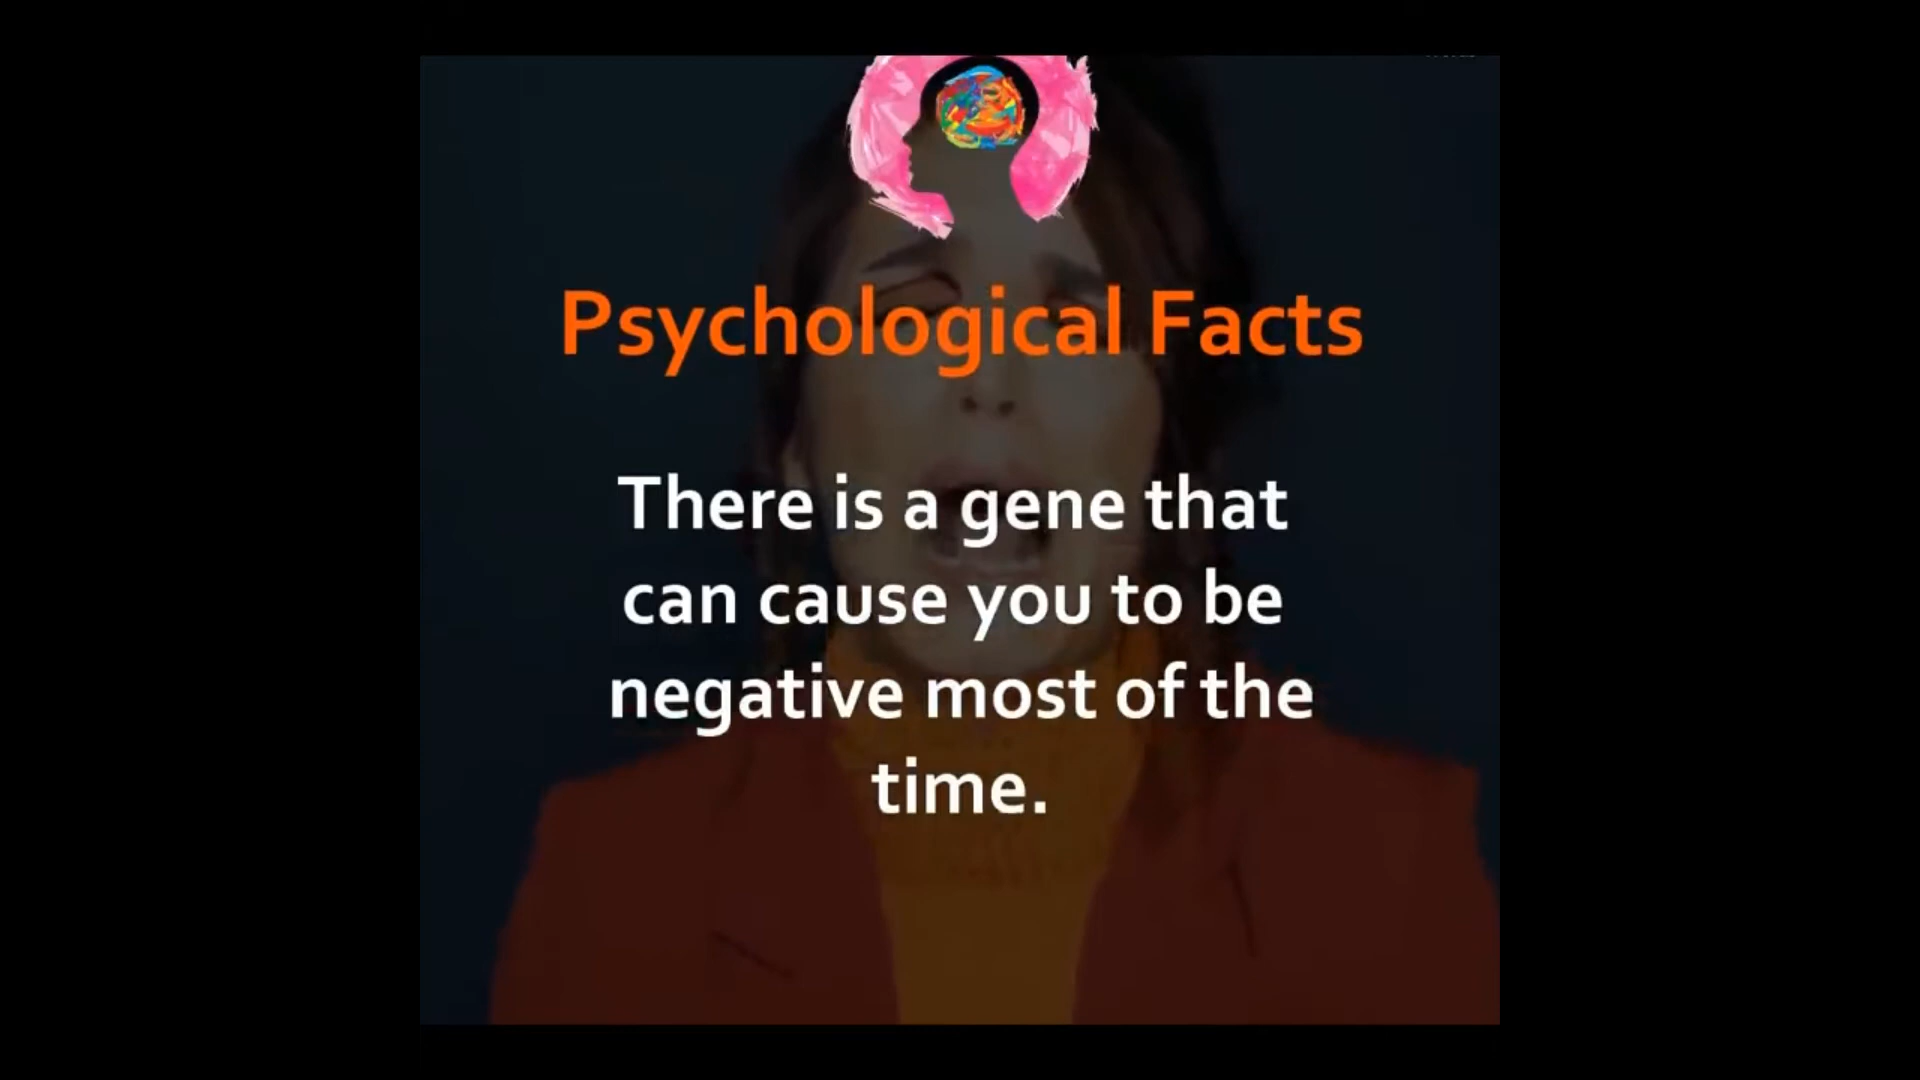 Psychological Facts
There is a gene that
can cause you to be
negative most of the
time.